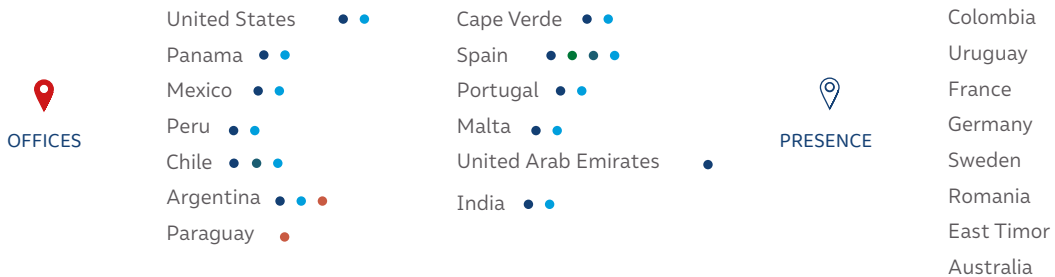 OFFICES
United States
Panama
Mexico
Peru
Chile
Argentina
Paraguay
Cape Verde
Spain
Portugal
Malta
United Arab Emirates
India
PRESENCE
Colombia
Uruguay
France
Germany
Sweden
Romania
East Timor
Australia